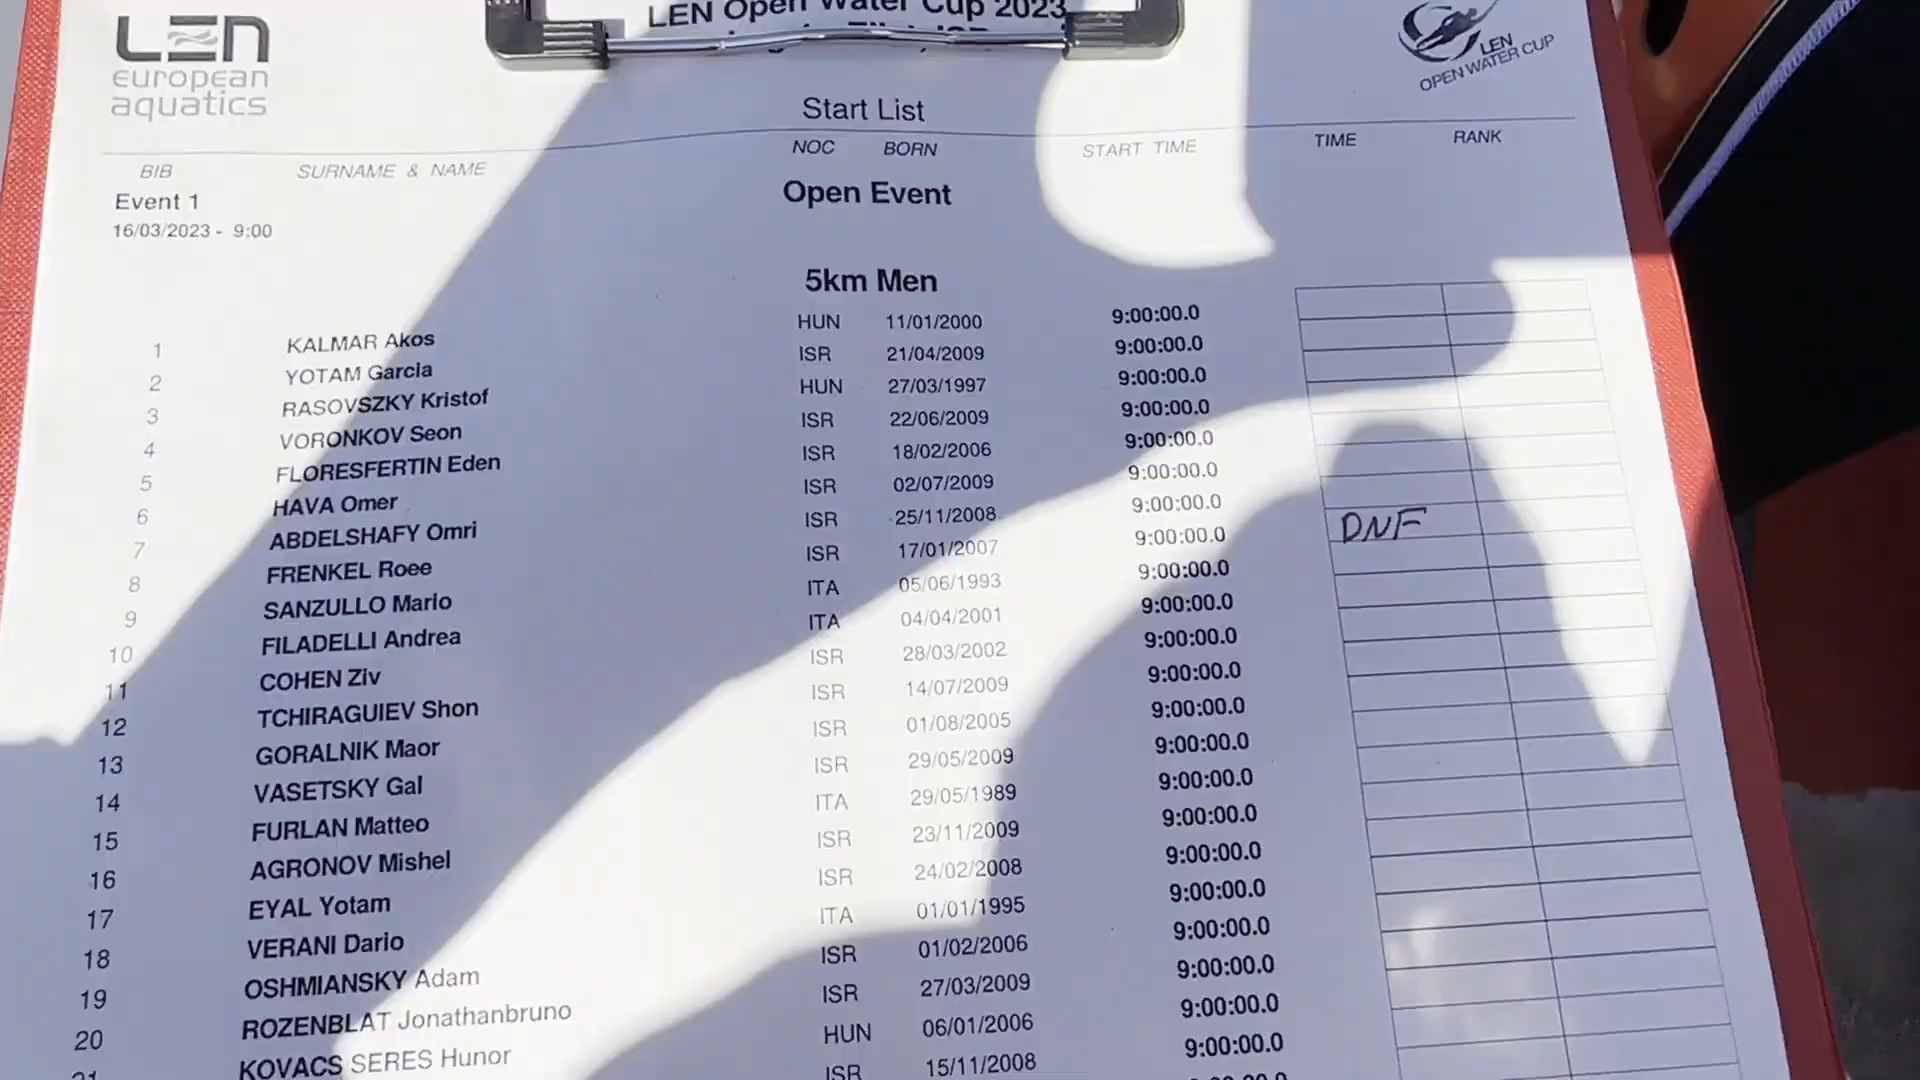 LEN
european
aquatics
LEN Open Water Cup 2023
LEN
OPEN WATER CUP
Start List
BIB SURNAME & NAME NOC BORN START TIME TIME RANK
Event 1
16/03/2023 - 9:00
Open Event
5km Men
1 KALMAR Akos HUN 11/01/2000 9:00:00.0
2 YOTAM Garcia ISR 21/04/2009 9:00:00.0
3 RASOVSZKY Kristof HUN 27/03/1997 9:00:00.0
4 VORONKOV Seon ISR 22/06/2009 9:00:00.0
5 FLORESFERTIN Eden ISR 18/02/2006 9:00:00.0
6 HAVA Omer ISR 02/07/2009 9:00:00.0
7 ABDELSHAFY Omri ISR 25/11/2008 9:00:00.0
8 FRENKEL Roee ISR 17/01/2007 9:00:00.0 DNF
9 SANZULLO Mario ITA 05/06/1993 9:00:00.0
10 FILADELLI Andrea ITA 04/04/2001 9:00:00.0
11 COHEN Ziv ISR 28/03/2002 9:00:00.0
12 TCHIRAGUIEV Shon ISR 14/07/2009 9:00:00.0
13 GORALNIK Maor ISR 01/08/2005 9:00:00.0
14 VASETSKY Gal ISR 29/05/2009 9:00:00.0
15 FURLAN Matteo ITA 29/05/1989 9:00:00.0
16 AGRONOV Mishel ISR 23/11/2009 9:00:00.0
17 EYAL Yotam ISR 24/02/2008 9:00:00.0
18 VERANI Dario ITA 01/01/1995 9:00:00.0
19 OSHMIANSKY Adam ISR 01/02/2006 9:00:00.0
20 ROZENBLAT Jonathanbruno ISR 27/03/2009 9:00:00.0
21 KOVACS SERES Hunor HUN 06/01/2006 9:00:00.0
ISR 15/11/2008 9:00:00.0